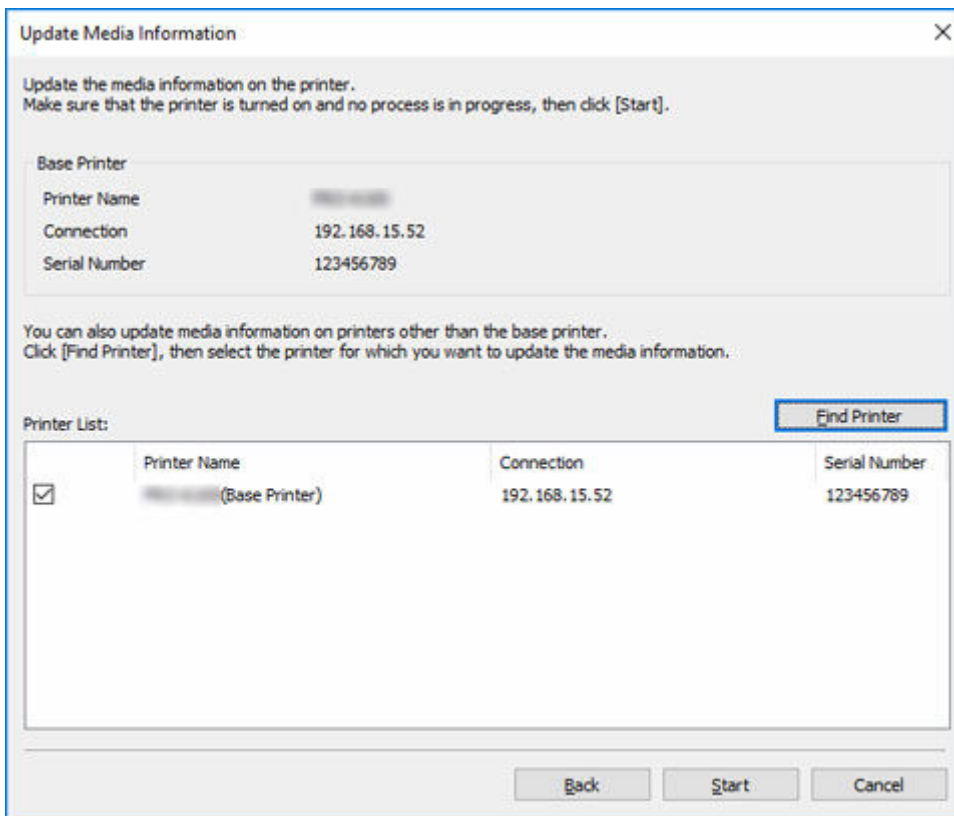 Update Media Information
Update the media information on the printer.
Make sure that the printer is turned on and no process is in progress, then click [Start].
Base Printer
Printer Name
Connection 192.168.15.52
Serial Number 123456789
You can also update media information on printers other than the base printer.
Click [Find Printer], then select the printer for which you want to update the media information.
Find Printer
Printer List:
Printer Name Connection Serial Number
(Base Printer) 192.168.15.52 123456789
Back Start Cancel